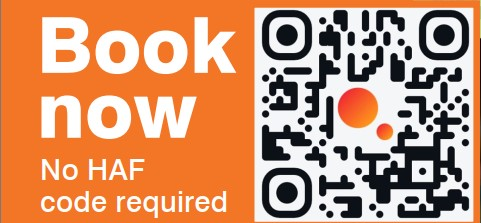 Book
now
No HAF
code required